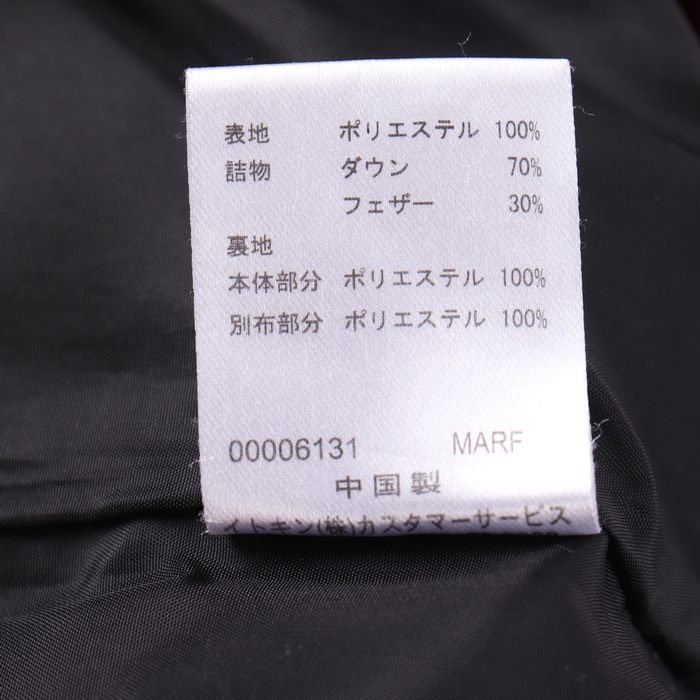 表地 ポリエステル 100%
詰物 ダウン 70%
フェザー 30%
裏地
本体部分 ポリエステル 100%
別布部分 ポリエステル 100%
00006131 MARF
中国製
イトキン(株)カスタマーサービス